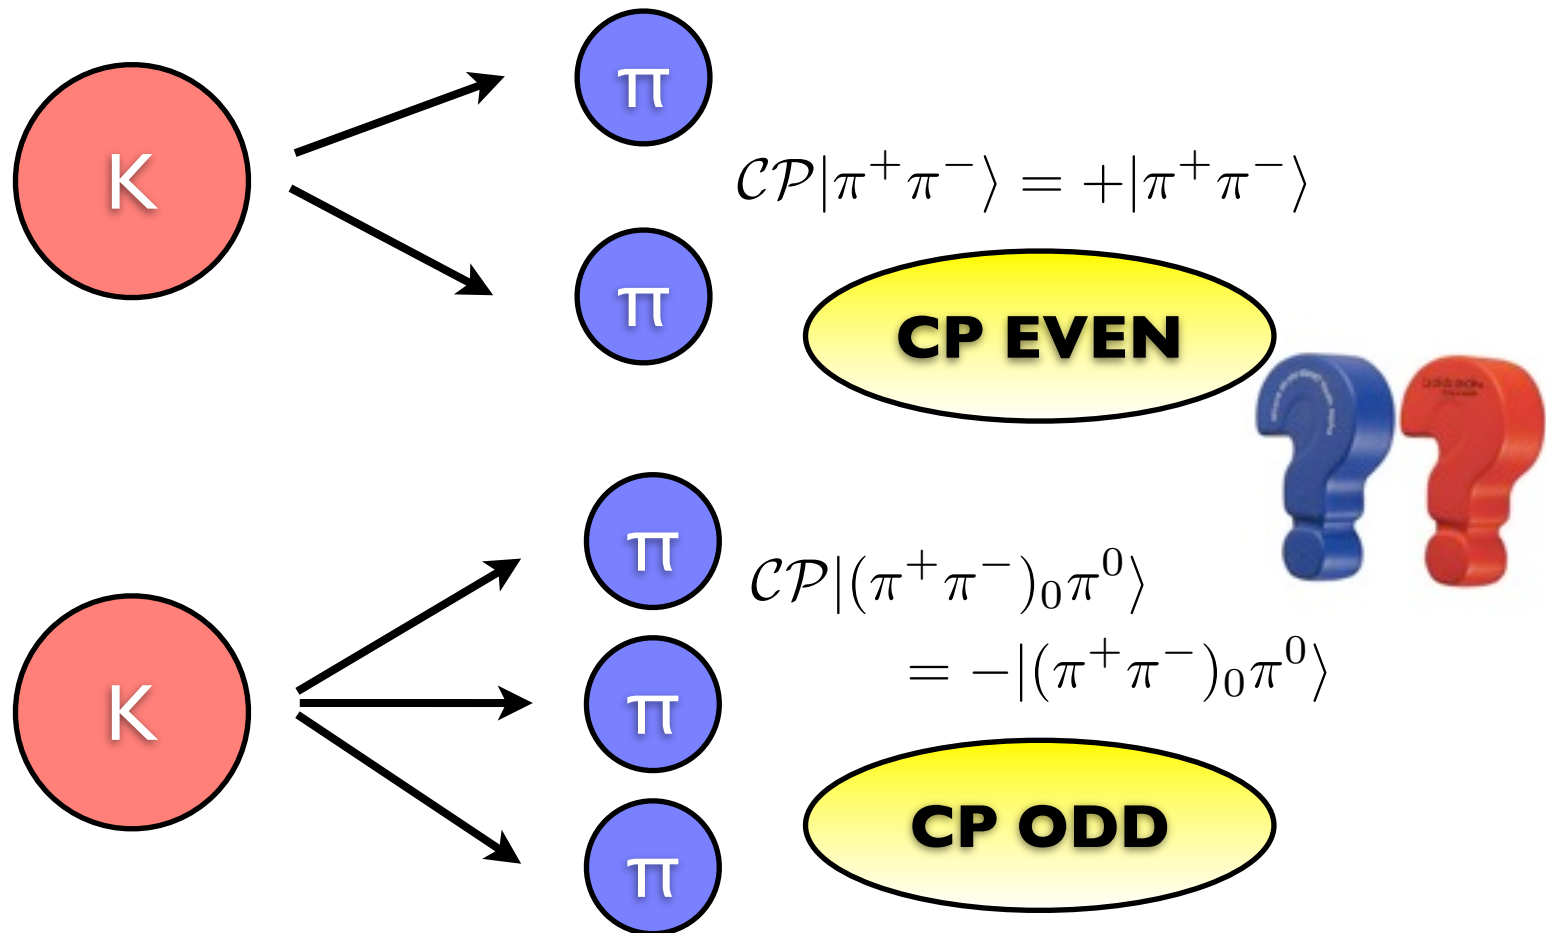 K
π
π
𝒞𝒫|π⁺π⁻⟩ = +|π⁺π⁻⟩
CP EVEN
K
π
π
π
𝒞𝒫|(π⁺π⁻)₀π⁰⟩
= −|(π⁺π⁻)₀π⁰⟩
CP ODD